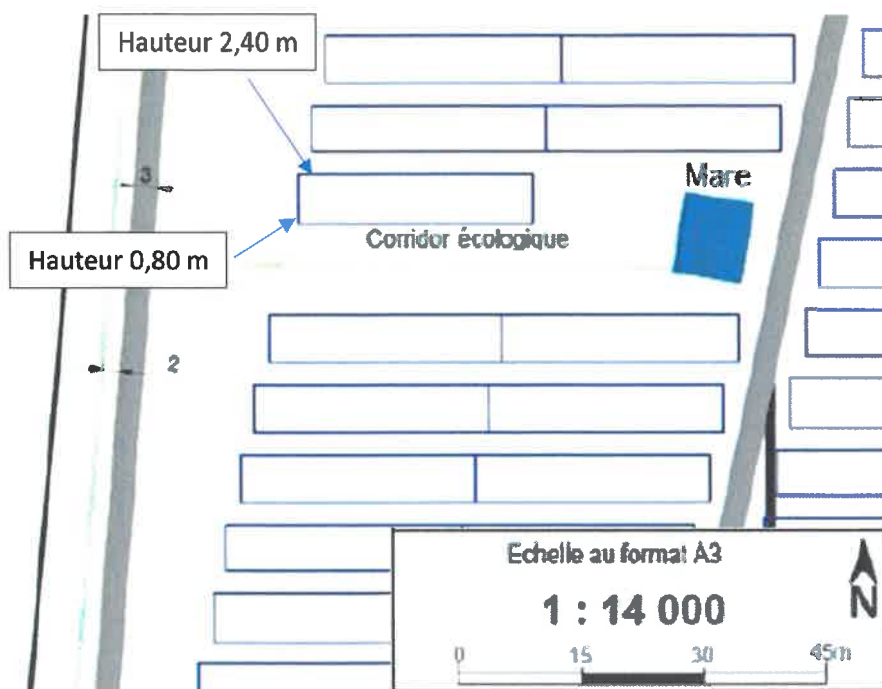 Hauteur 2,40 m
Mare
3
Corridor écologique
Hauteur 0,80 m
2
Echelle au format A3
1 : 14 000
N
0 15 30 45m